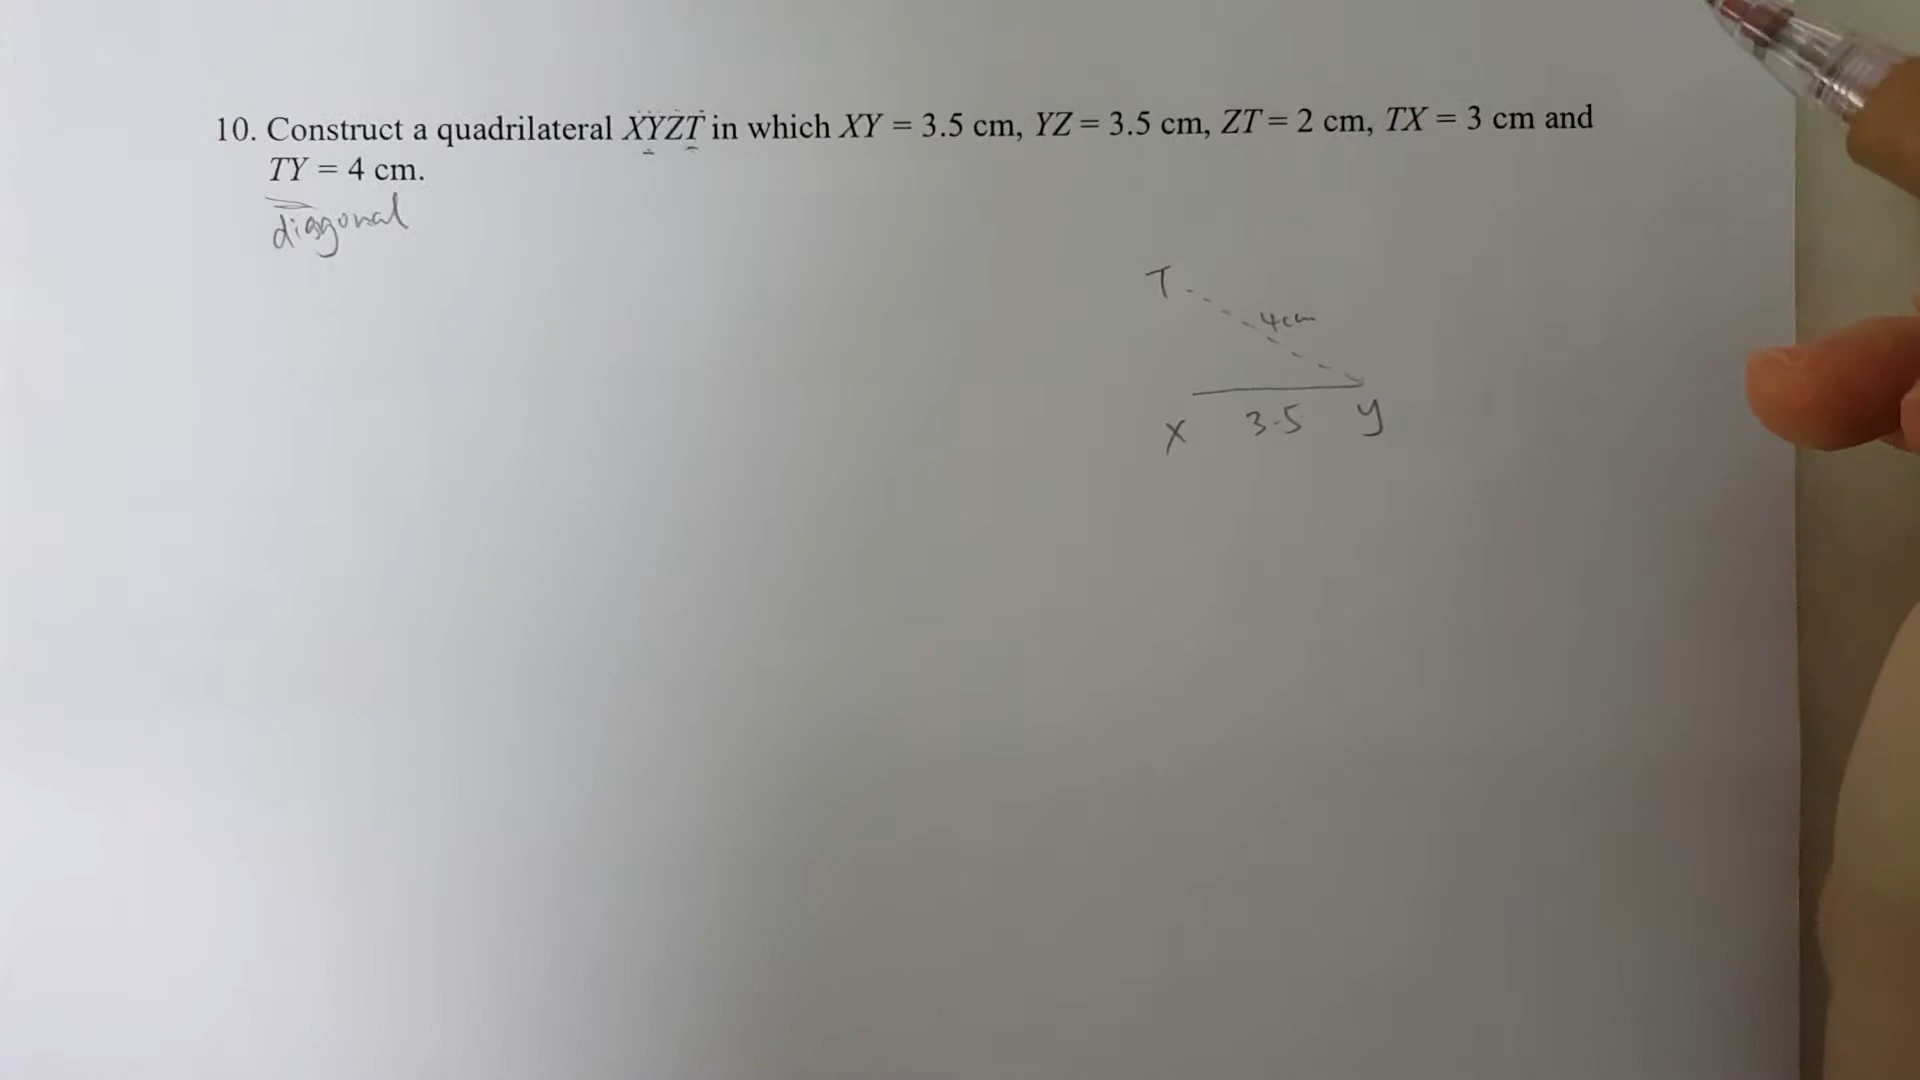 10. Construct a quadrilateral XYZT in which XY = 3.5 cm, YZ = 3.5 cm, ZT = 2 cm, TX = 3 cm and
TY = 4 cm.
diagonal
T
4cm
X 3.5 y